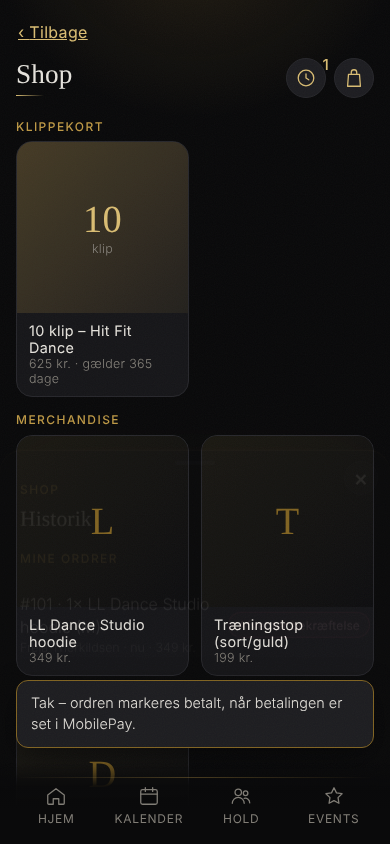 ‹ Tilbage
Shop
1
KLIPPEKORT
10
klip
10 klip – Hit Fit
Dance
625 kr. · gælder 365
dage
MERCHANDISE
SHOP
Historik
MINE ORDRER
#101 · 1× LL Dance Studio
L
LL Dance Studio
hoodie
349 kr.
T
Træningstop
(sort/guld)
199 kr.
Tak – ordren markeres betalt, når betalingen er
set i MobilePay.
D
HJEM
KALENDER
HOLD
EVENTS